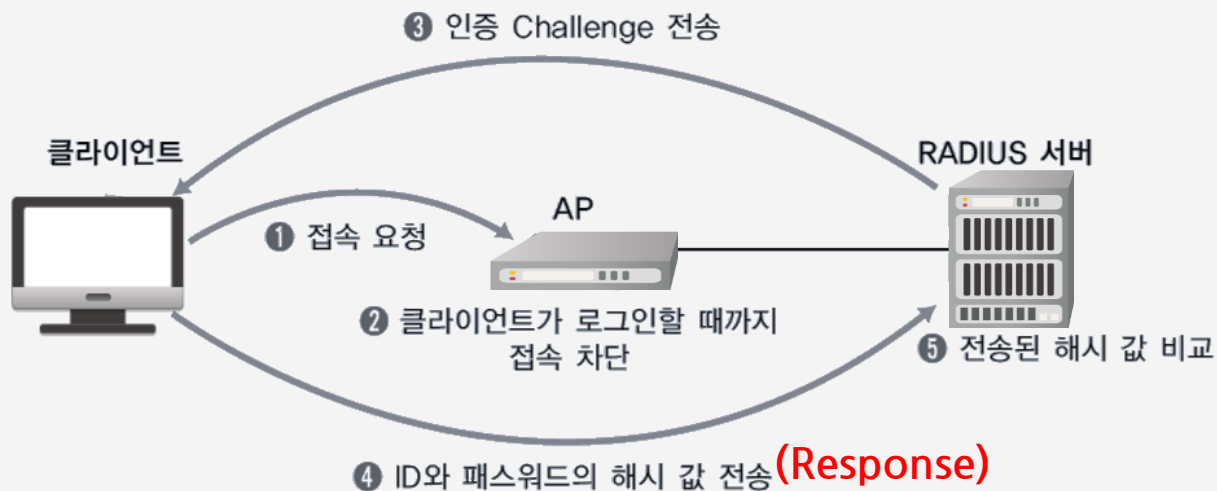 ❸ 인증 Challenge 전송
클라이언트
RADIUS 서버
AP
❶ 접속 요청
❷ 클라이언트가 로그인할 때까지
접속 차단
❺ 전송된 해시 값 비교
❹ ID와 패스워드의 해시 값 전송 (Response)